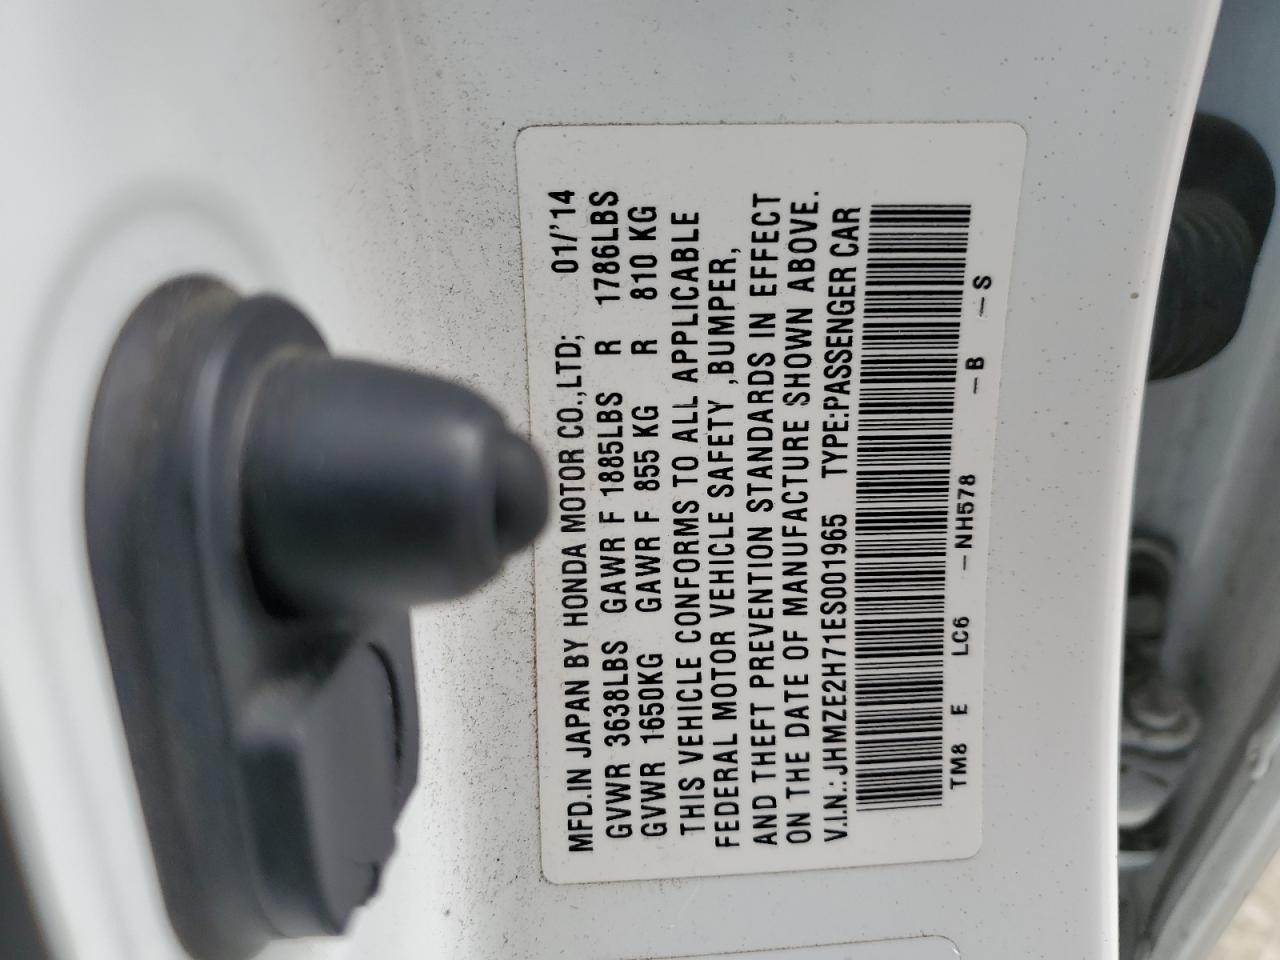 MFD.IN JAPAN BY HONDA MOTOR CO.,LTD; 01/'14
GVWR 3638LBS GAWR F 1885LBS R 1786LBS
GVWR 1650KG GAWR F 855 KG R 810 KG
THIS VEHICLE CONFORMS TO ALL APPLICABLE
FEDERAL MOTOR VEHICLE SAFETY ,BUMPER,
AND THEFT PREVENTION STANDARDS IN EFFECT
ON THE DATE OF MANUFACTURE SHOWN ABOVE.
V.I.N.: JHMZE2H71ES001965 TYPE:PASSENGER CAR
TM8 E LC6 -NH578 -B -S